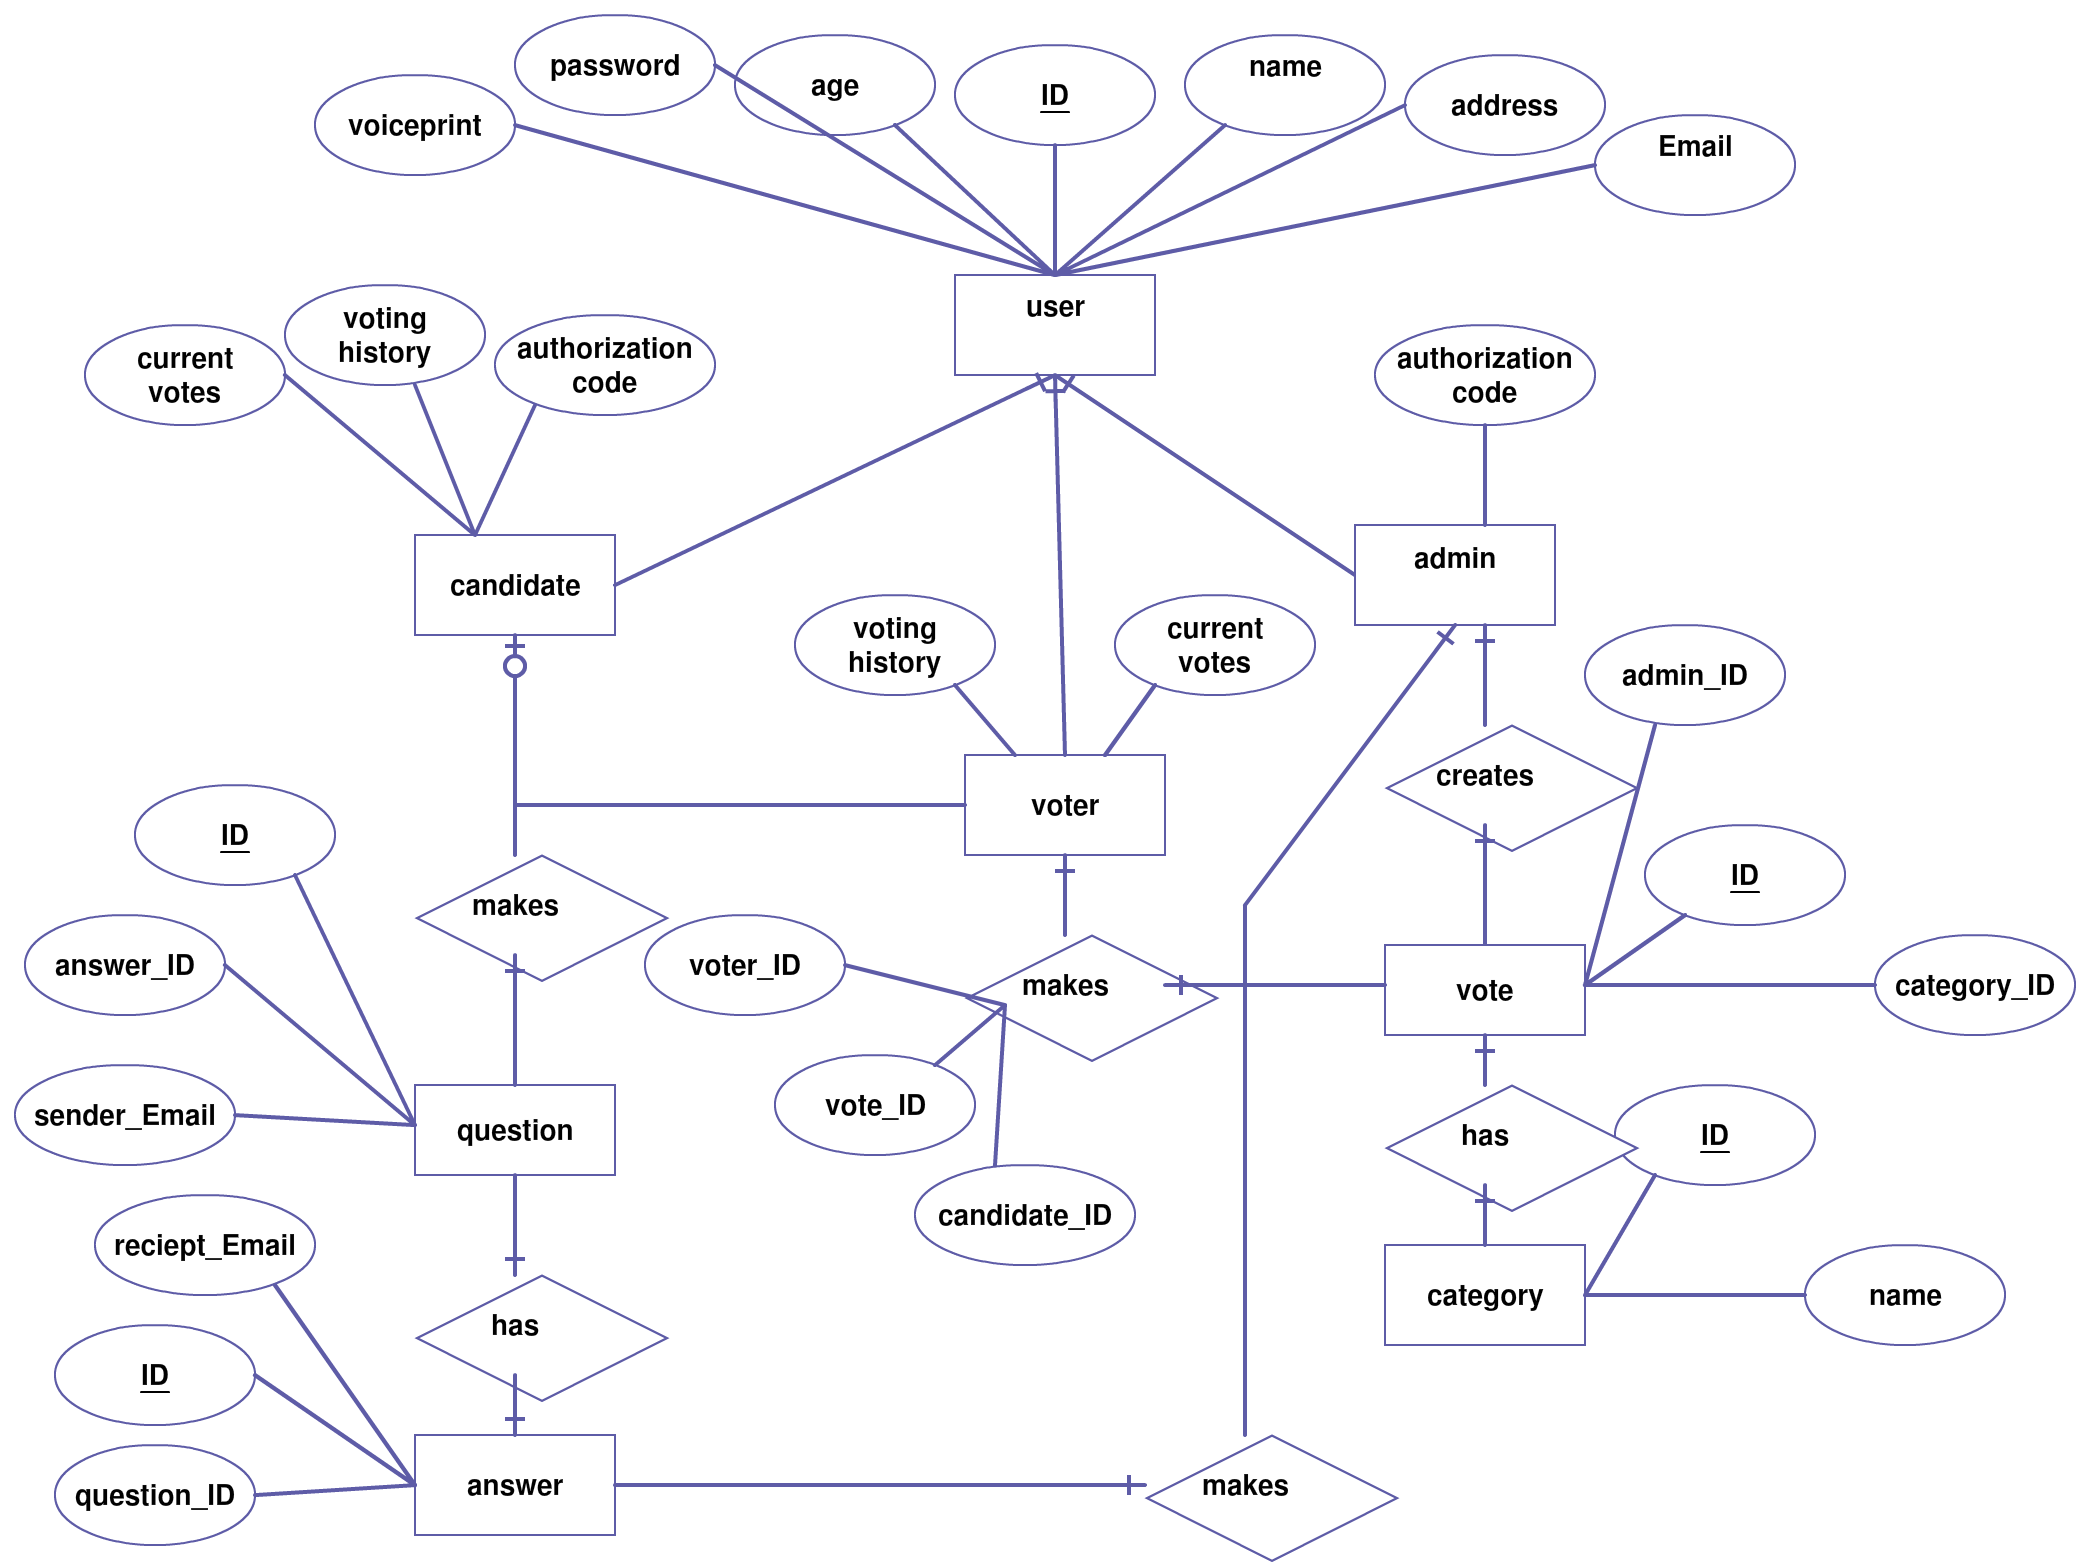 password
age
ID
name
address
voiceprint
Email
user
voting
history
authorization
code
current
votes
authorization
code
candidate
admin
voting
history
current
votes
admin_ID
creates
voter
ID
ID
makes
answer_ID
voter_ID
makes
vote
category_ID
sender_Email
question
vote_ID
has
ID
reciept_Email
candidate_ID
category
name
has
ID
question_ID
answer
makes